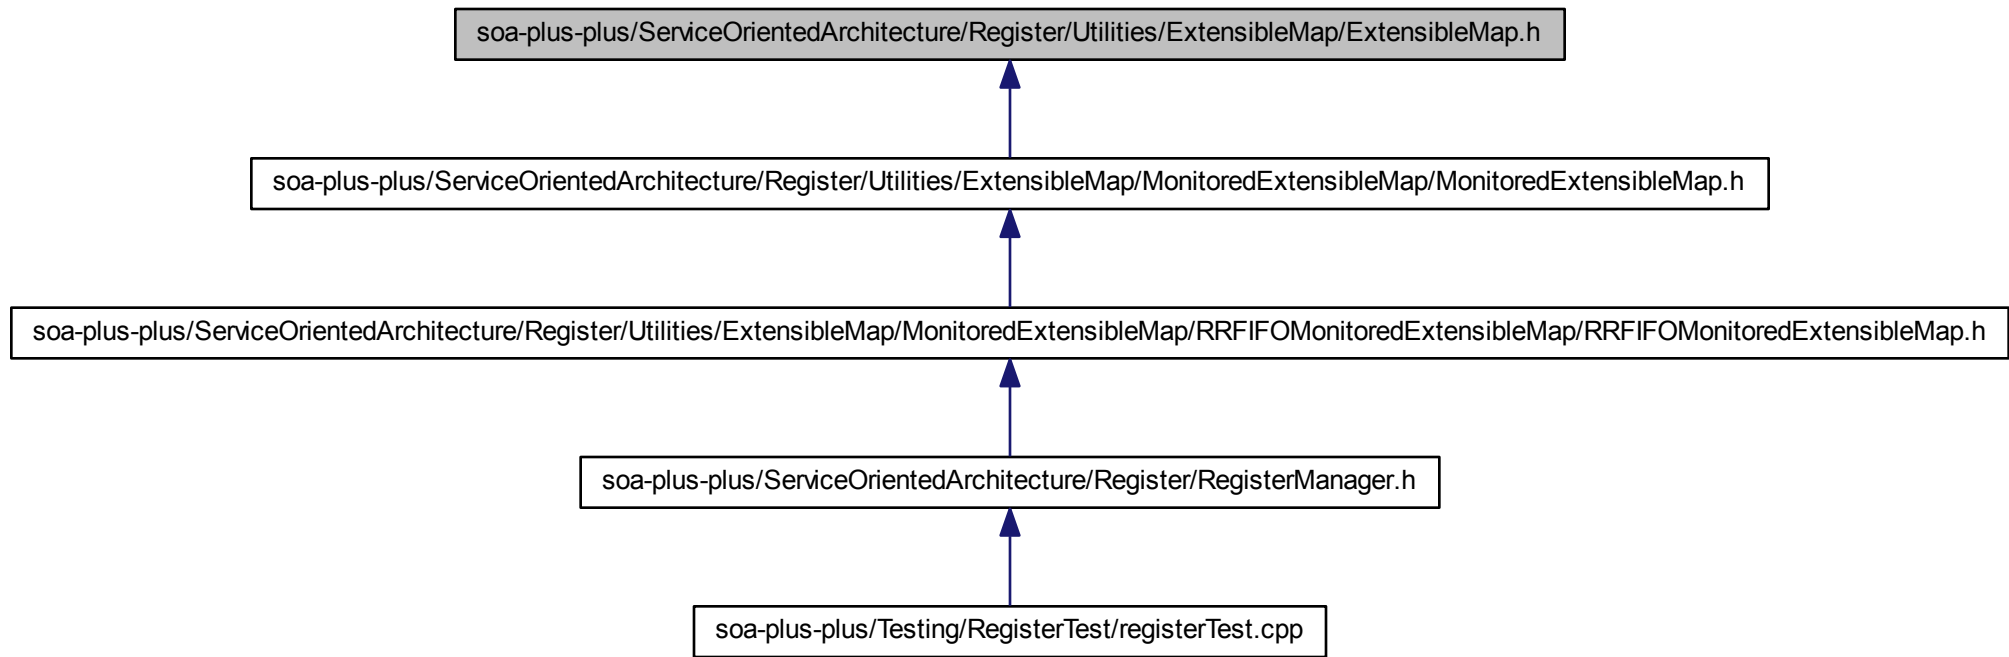 soa-plus-plus/ServiceOrientedArchitecture/Register/Utilities/ExtensibleMap/ExtensibleMap.h
soa-plus-plus/ServiceOrientedArchitecture/Register/Utilities/ExtensibleMap/MonitoredExtensibleMap/MonitoredExtensibleMap.h
soa-plus-plus/ServiceOrientedArchitecture/Register/Utilities/ExtensibleMap/MonitoredExtensibleMap/RRFIFOMonitoredExtensibleMap/RRFIFOMonitoredExtensibleMap.h
soa-plus-plus/ServiceOrientedArchitecture/Register/RegisterManager.h
soa-plus-plus/Testing/RegisterTest/registerTest.cpp